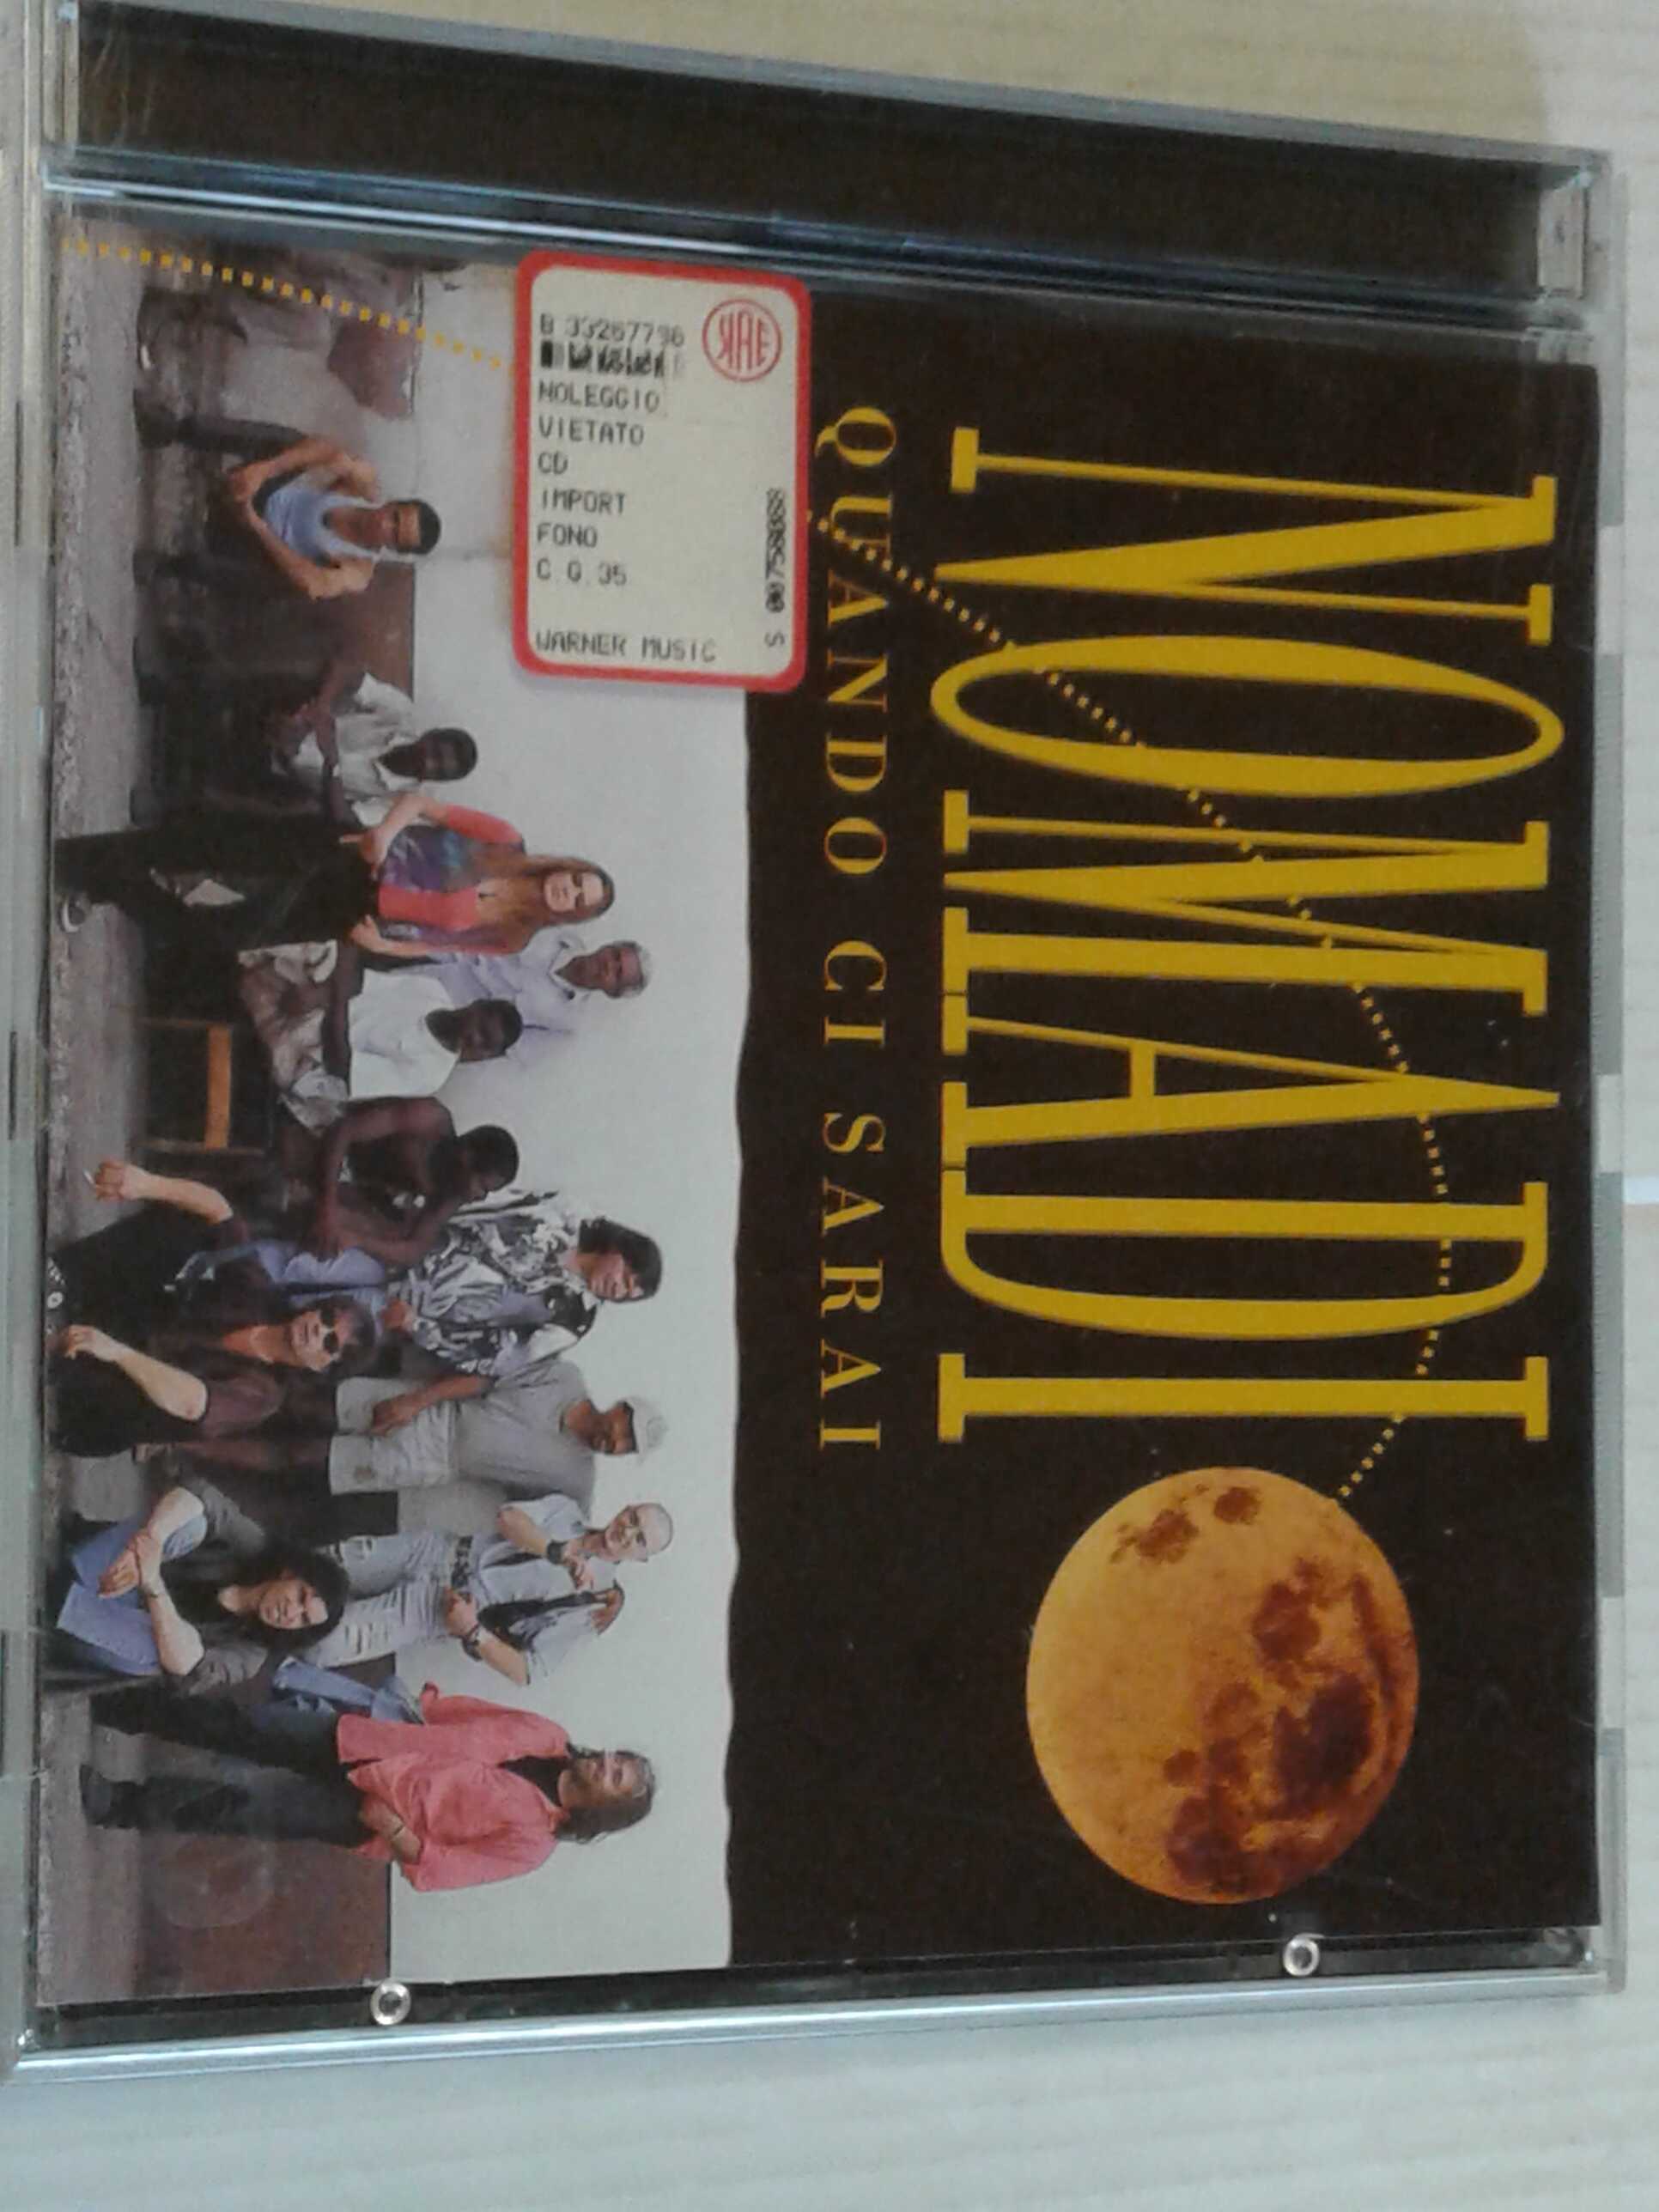 NOMADI
QUANDO CI SARAI
B 33267796
NOLEGGIO
VIETATO
CD
IMPORT
FONO
C G 35
WARNER MUSIC